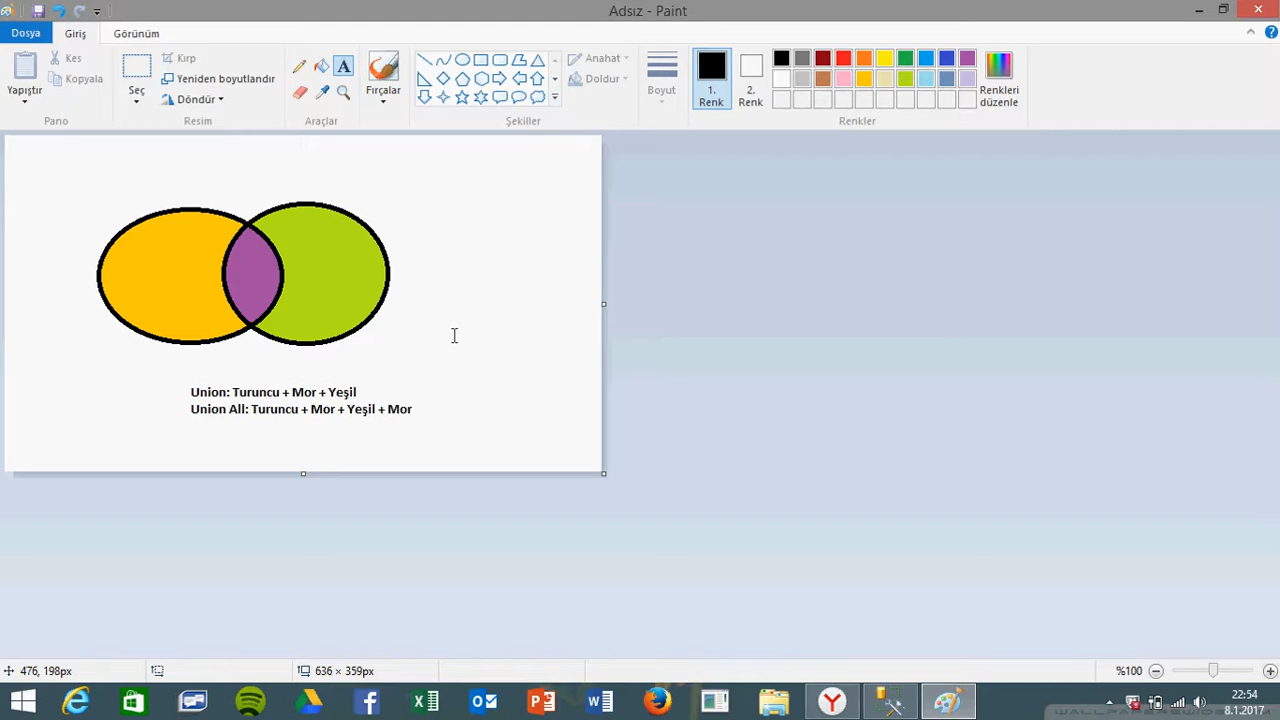 Adsız - Paint
Dosya
Giriş
Görünüm
Yapıştır
Kes
Kopyala
Pano
Seç
Kırp
Yeniden boyutlandır
Döndür
Resim
A
Araçlar
Fırçalar
Şekiller
Anahat
Doldur
Boyut
1.
Renk
2.
Renk
Renkler
Renkleri
düzenle
Union: Turuncu + Mor + Yeşil
Union All: Turuncu + Mor + Yeşil + Mor
476, 198px
636 × 359px
%100
22:54
8.1.2017